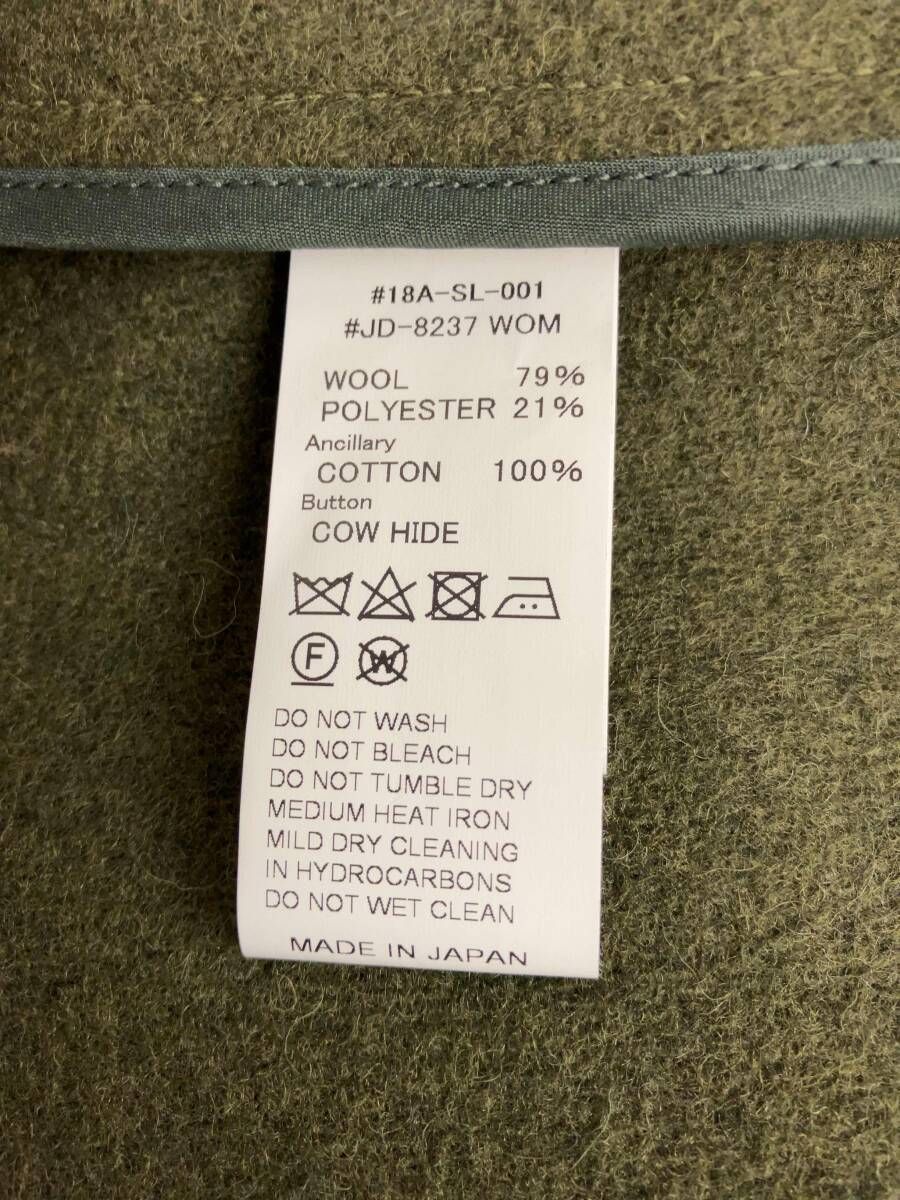 #18A-SL-001
#JD-8237 WOM
WOOL 79%
POLYESTER 21%
Ancillary
COTTON 100%
Button
COW HIDE
F W
DO NOT WASH
DO NOT BLEACH
DO NOT TUMBLE DRY
MEDIUM HEAT IRON
MILD DRY CLEANING
IN HYDROCARBONS
DO NOT WET CLEAN
MADE IN JAPAN